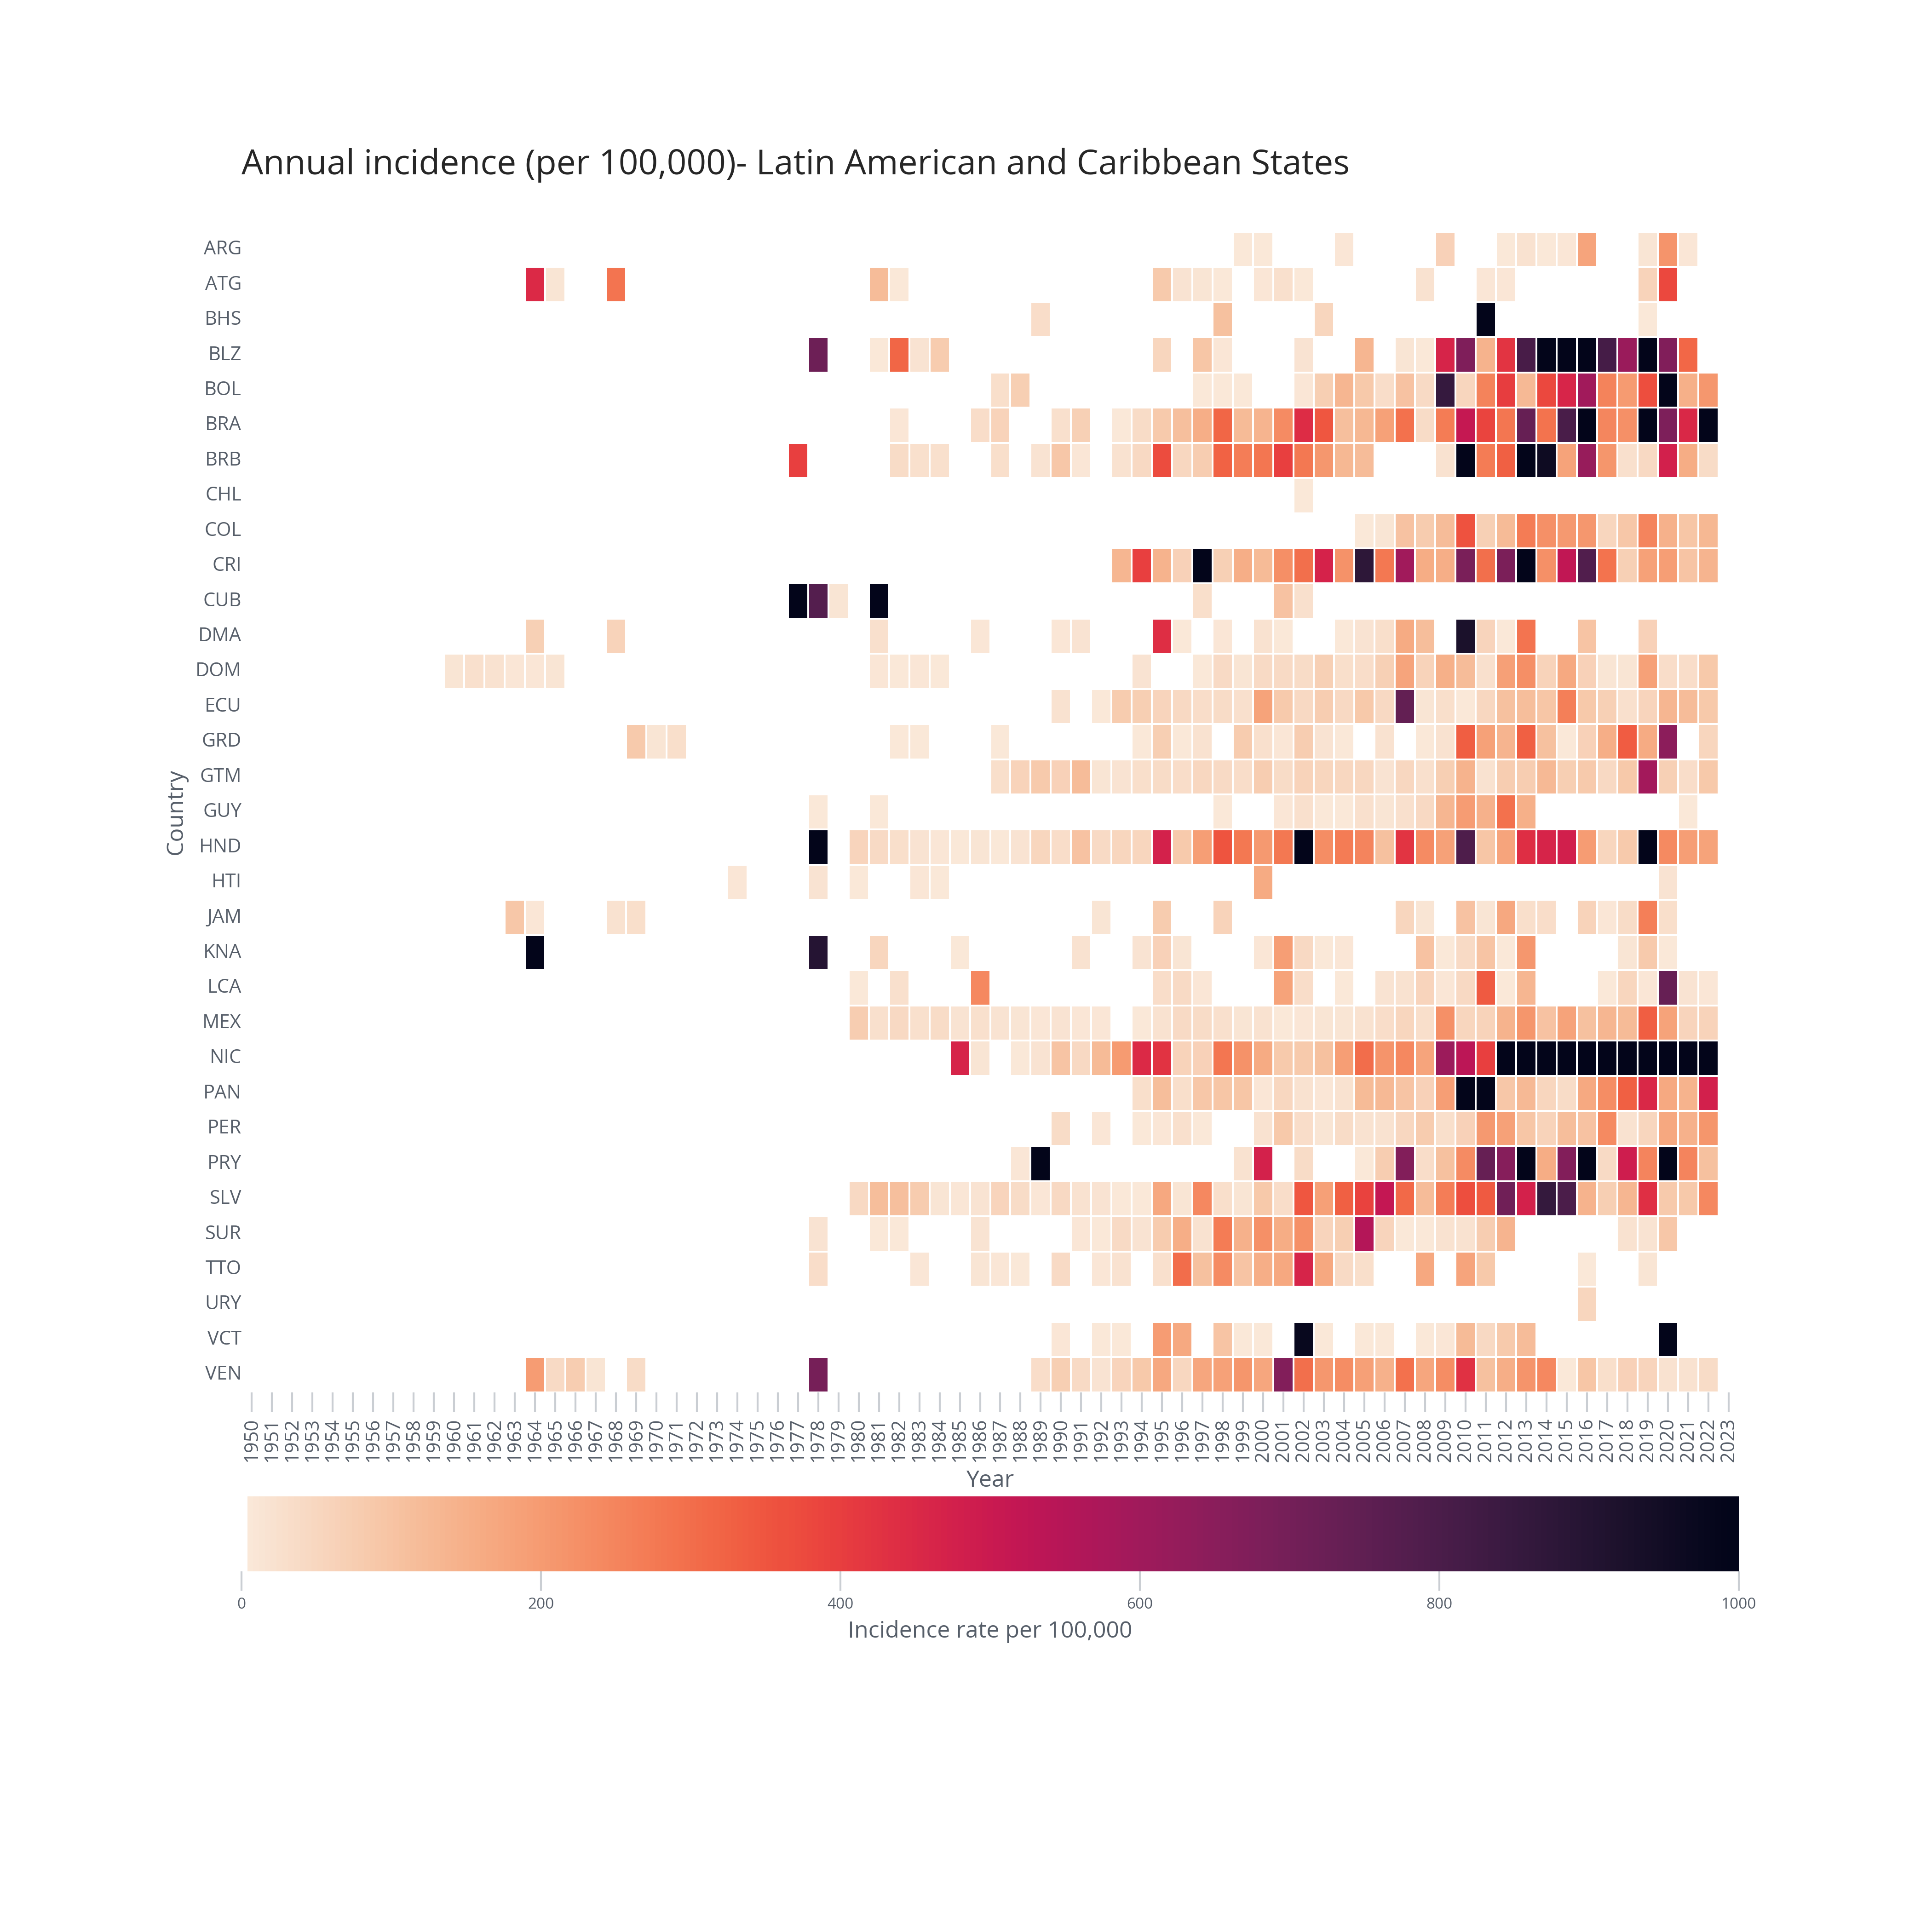 Annual incidence (per 100,000)- Latin American and Caribbean States
ARG
ATG
BHS
BLZ
BOL
BRA
BRB
CHL
COL
CRI
CUB
DMA
DOM
ECU
GRD
GTM
GUY
HND
HTI
JAM
KNA
LCA
MEX
NIC
PAN
PER
PRY
SLV
SUR
TTO
URY
VCT
VEN
Country
1950 1951 1952 1953 1954 1955 1956 1957 1958 1959 1960 1961 1962 1963 1964 1965 1966 1967 1968 1969 1970 1971 1972 1973 1974 1975 1976 1977 1978 1979 1980 1981 1982 1983 1984 1985 1986 1987 1988 1989 1990 1991 1992 1993 1994 1995 1996 1997 1998 1999 2000 2001 2002 2003 2004 2005 2006 2007 2008 2009 2010 2011 2012 2013 2014 2015 2016 2017 2018 2019 2020 2021 2022 2023
Year
0 200 400 600 800 1000
Incidence rate per 100,000